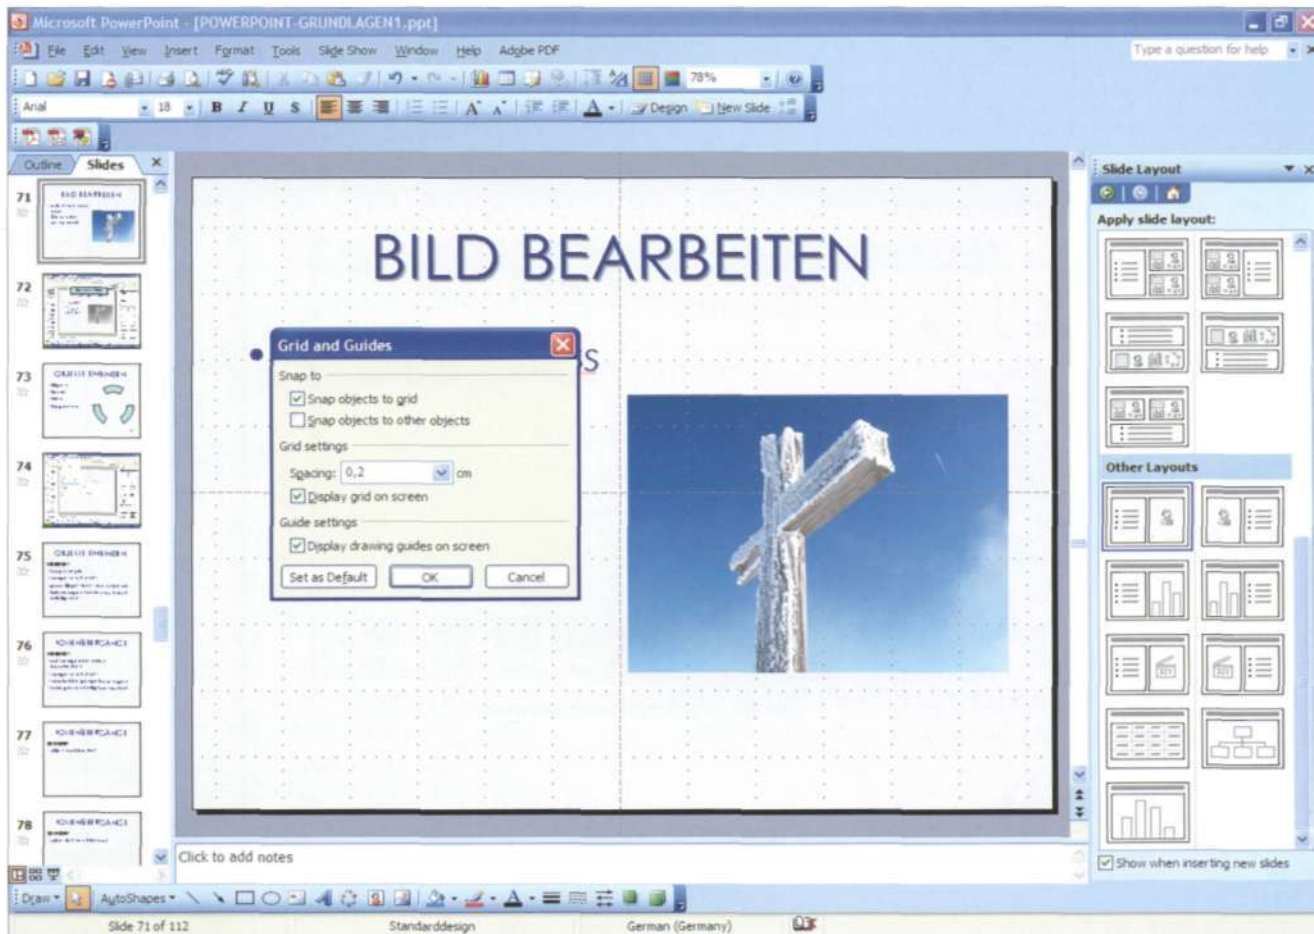 Microsoft PowerPoint - [POWERPOINT-GRUNDLAGEN1.ppt]
File Edit View Insert Format Tools Slide Show Window Help Adobe PDF
Type a question for help
78%
Arial 18 B I U S A A A Design New Slide
Outline Slides
Slide Layout
Apply slide layout:
71
BILD BEARBEITEN
72
73
74
75
76
77
78
BILD BEARBEITEN
S
Grid and Guides
Snap to
Snap objects to grid
Snap objects to other objects
Grid settings
Spacing: 0,2 cm
Display grid on screen
Guide settings
Display drawing guides on screen
Set as Default OK Cancel
Other Layouts
Click to add notes
Show when inserting new slides
Draw AutoShapes A
Slide 71 of 112 Standarddesign German (Germany)